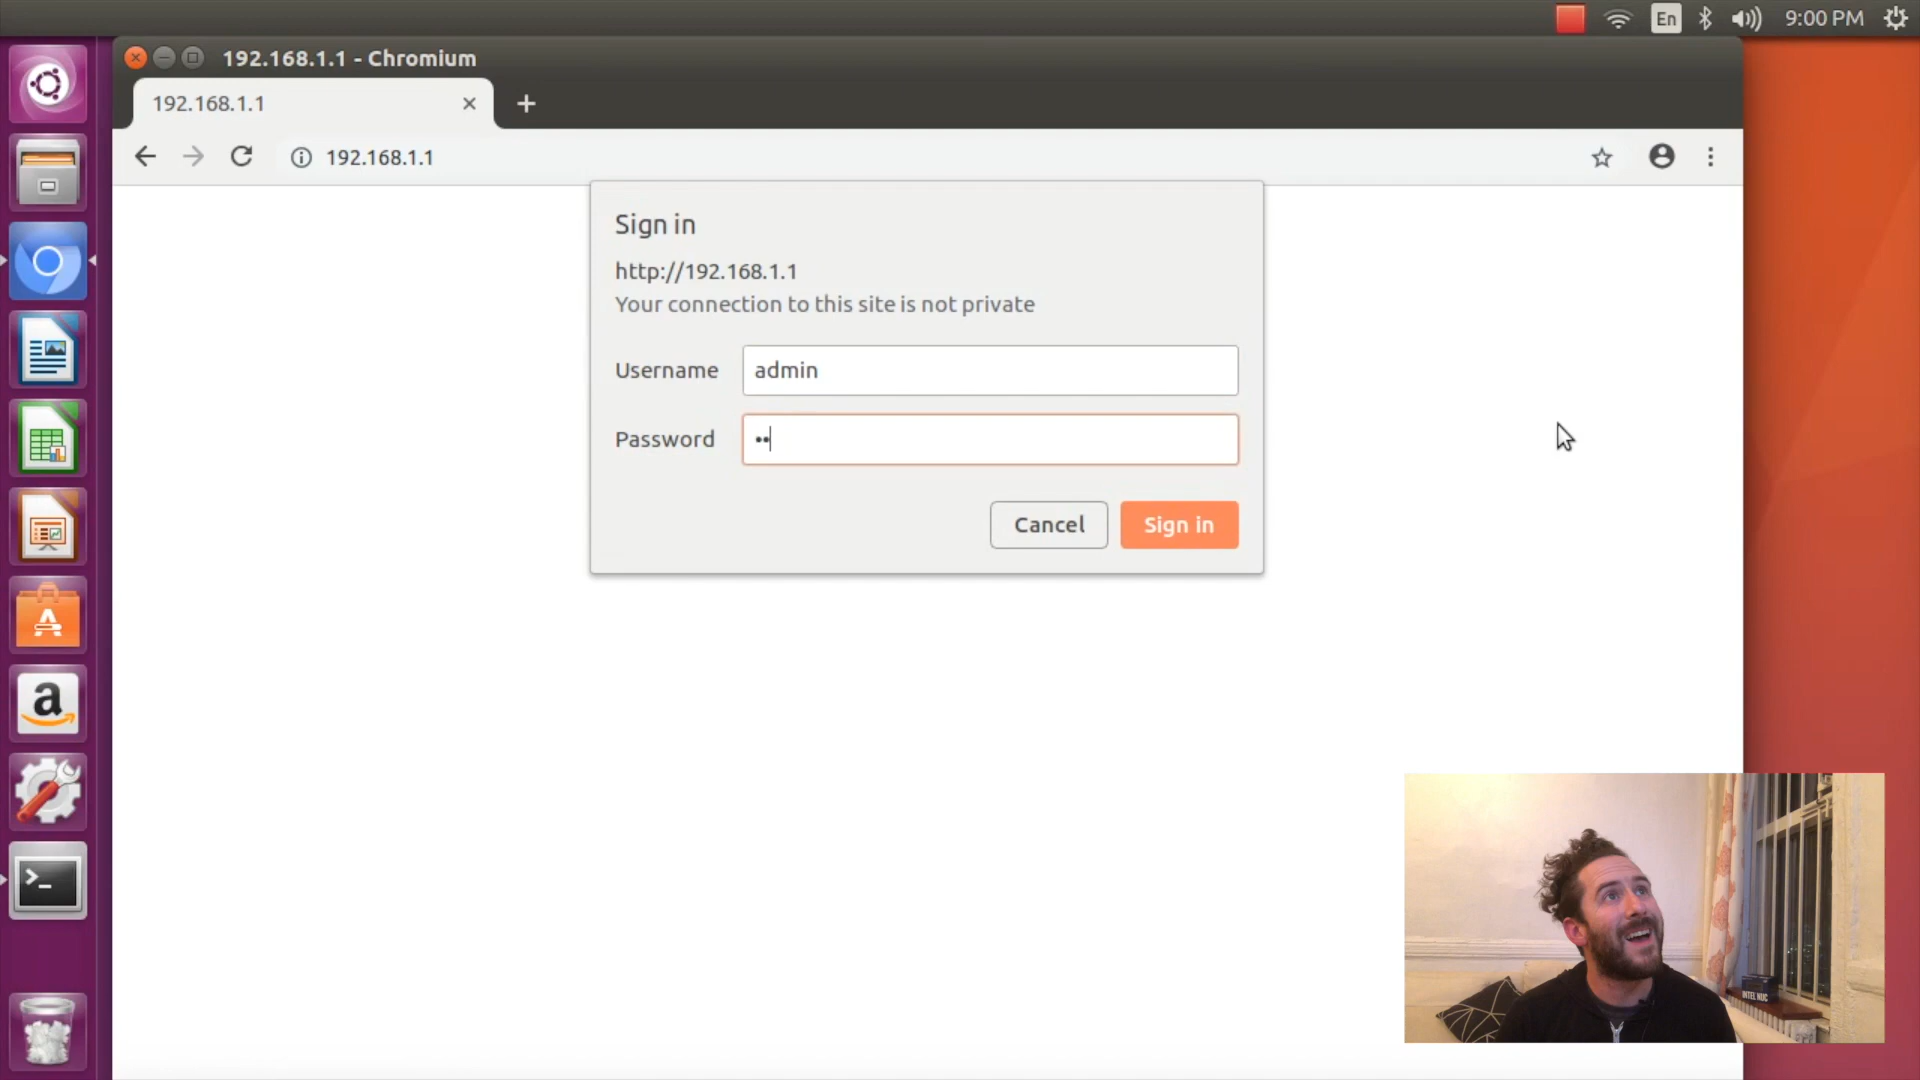 En
9:00 PM
192.168.1.1 - Chromium
192.168.1.1
192.168.1.1
Sign in
http://192.168.1.1
Your connection to this site is not private
Username
admin
Password
••
Cancel
Sign in
INTEL NUC